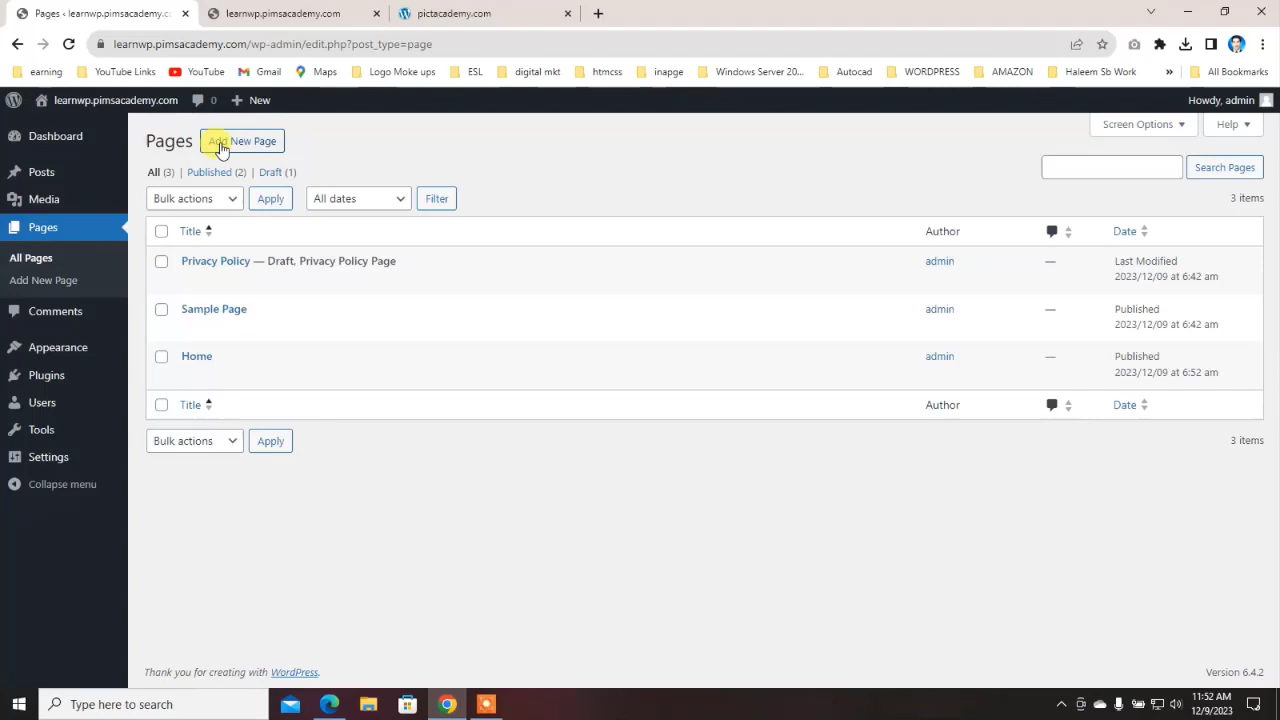 Pages ‹ learnwp.pimsacademy.c
learnwp.pimsacademy.com
pictacademy.com
learnwp.pimsacademy.com/wp-admin/edit.php?post_type=page
earning
YouTube Links
YouTube
Gmail
Maps
Logo Moke ups
ESL
digital mkt
htmcss
inapge
Windows Server 20...
Autocad
WORDPRESS
AMAZON
Haleem Sb Work
»
All Bookmarks
learnwp.pimsacademy.com
0
New
Howdy, admin
Dashboard
Posts
Media
Pages
All Pages
Add New Page
Comments
Appearance
Plugins
Users
Tools
Settings
Collapse menu
Pages
Add New Page
Screen Options
Help
All (3) | Published (2) | Draft (1)
Search Pages
Bulk actions
Apply
All dates
Filter
3 items
Title
Author
Date
Privacy Policy — Draft, Privacy Policy Page
admin
—
Last Modified
2023/12/09 at 6:42 am
Sample Page
admin
—
Published
2023/12/09 at 6:42 am
Home
admin
—
Published
2023/12/09 at 6:52 am
Title
Author
Date
Bulk actions
Apply
3 items
Thank you for creating with WordPress.
Version 6.4.2
Type here to search
11:52 AM
12/9/2023